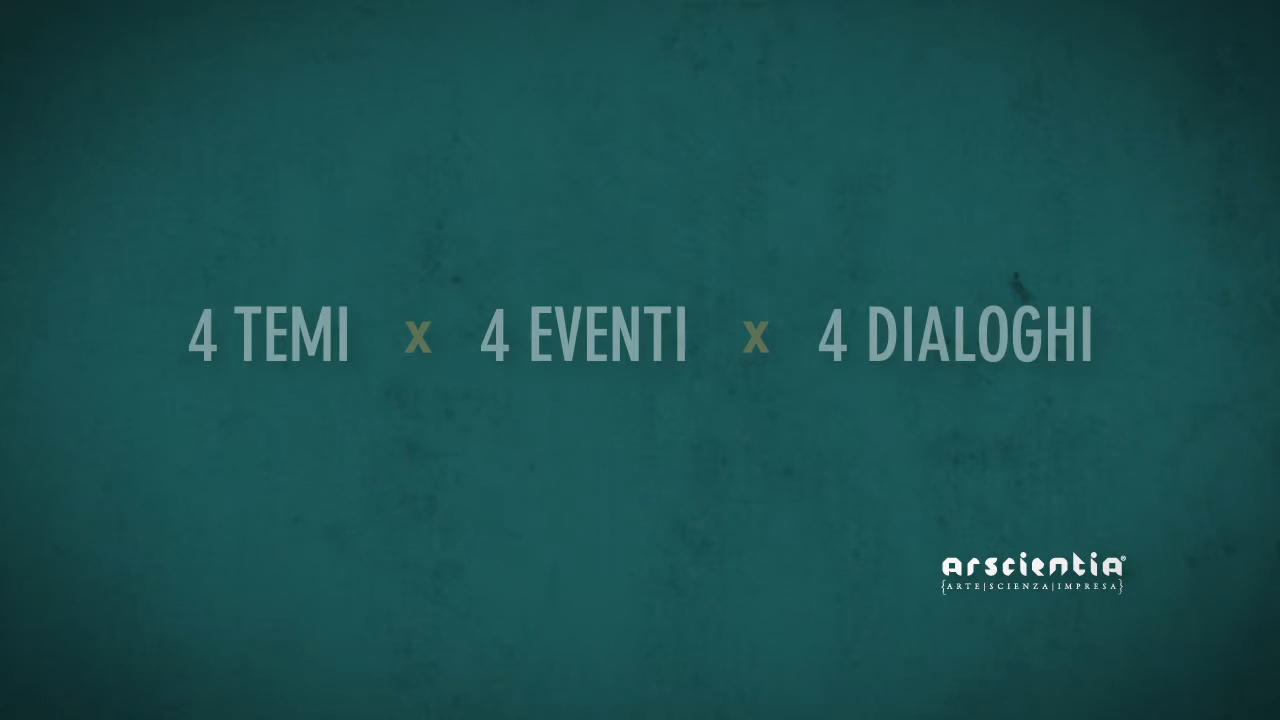 4 TEMI x 4 EVENTI x 4 DIALOGHI
arscientia®
{ARTE|SCIENZA|IMPRESA}